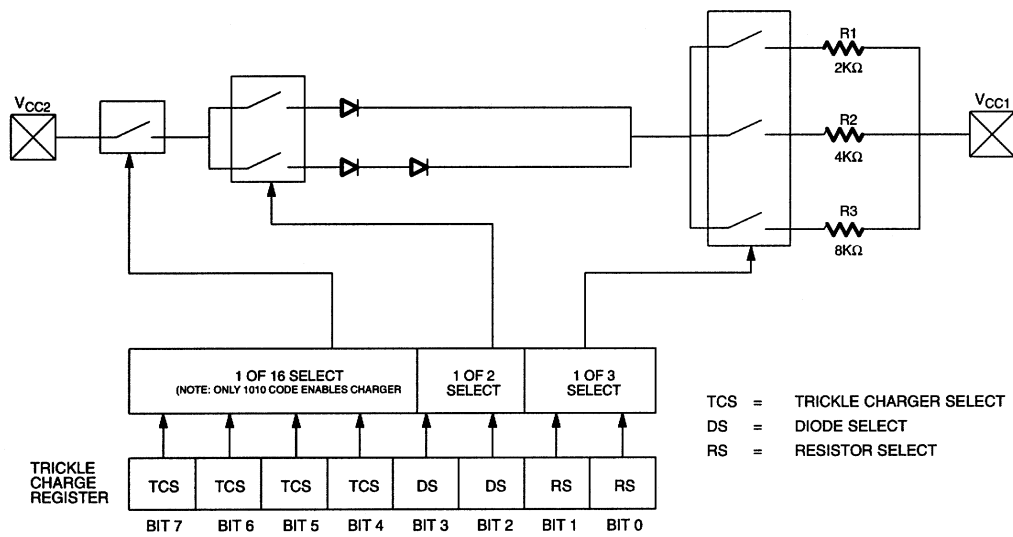 R1
2KΩ
VCC2
VCC1
R2
4KΩ
R3
8KΩ
1 OF 16 SELECT
(NOTE: ONLY 1010 CODE ENABLES CHARGER
1 OF 2
SELECT
1 OF 3
SELECT
TCS = TRICKLE CHARGER SELECT
DS = DIODE SELECT
RS = RESISTOR SELECT
TRICKLE
CHARGE
REGISTER
TCS TCS TCS TCS DS DS RS RS
BIT 7 BIT 6 BIT 5 BIT 4 BIT 3 BIT 2 BIT 1 BIT 0